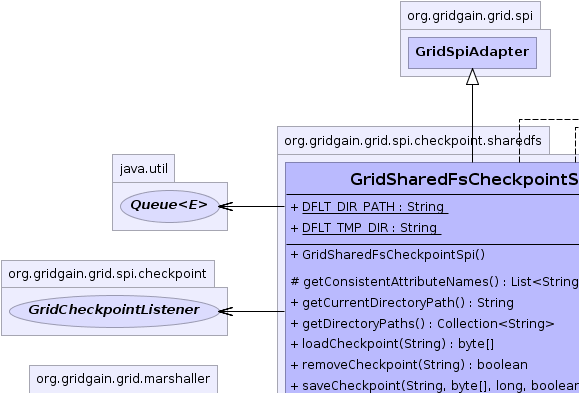 org.gridgain.grid.spi
GridSpiAdapter
org.gridgain.grid.spi.checkpoint.sharedfs
java.util
Queue<E>
GridSharedFsCheckpointS
+ DFLT_DIR_PATH : String
+ DFLT_TMP_DIR : String
+ GridSharedFsCheckpointSpi()
org.gridgain.grid.spi.checkpoint
GridCheckpointListener
# getConsistentAttributeNames() : List<String
+ getCurrentDirectoryPath() : String
+ getDirectoryPaths() : Collection<String>
+ loadCheckpoint(String) : byte[]
+ removeCheckpoint(String) : boolean
+ saveCheckpoint(String, byte[], long, boolean
org.gridgain.grid.marshaller